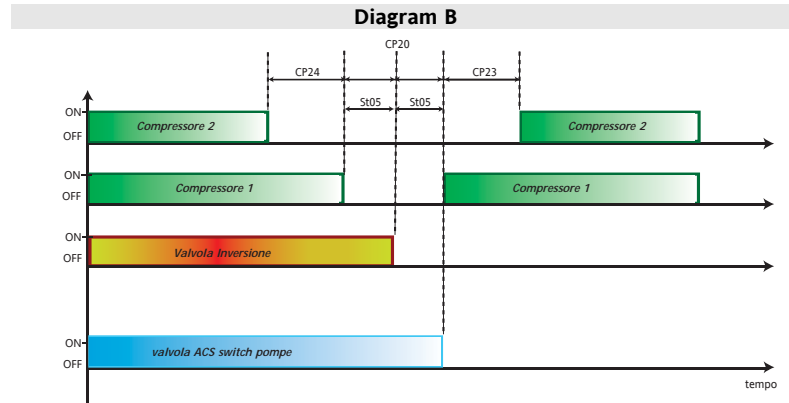 Diagram B
CP20
CP24
CP23
St05
St05
ON
OFF
Compressore 2
Compressore 2
ON
OFF
Compressore 1
Compressore 1
ON
OFF
Valvola Inversione
ON
OFF
valvola ACS switch pompe
tempo